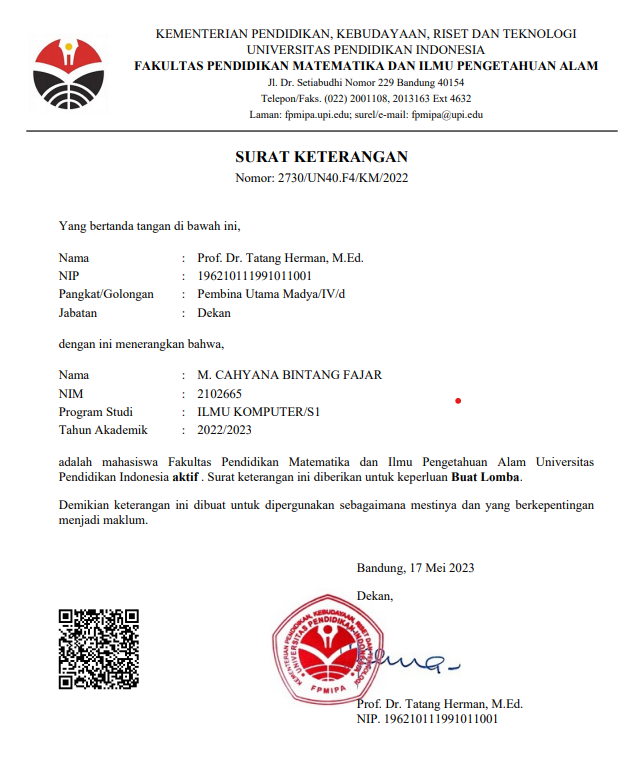 KEMENTERIAN PENDIDIKAN, KEBUDAYAAN, RISET DAN TEKNOLOGI
UNIVERSITAS PENDIDIKAN INDONESIA
FAKULTAS PENDIDIKAN MATEMATIKA DAN ILMU PENGETAHUAN ALAM
Jl. Dr. Setiabudhi Nomor 229 Bandung 40154
Telepon/Faks. (022) 2001108, 2013163 Ext 4632
Laman: fpmipa.upi.edu; surel/e-mail: fpmipa@upi.edu
SURAT KETERANGAN
Nomor: 2730/UN40.F4/KM/2022
Yang bertanda tangan di bawah ini,
Nama : Prof. Dr. Tatang Herman, M.Ed.
NIP : 196210111991011001
Pangkat/Golongan : Pembina Utama Madya/IV/d
Jabatan : Dekan
dengan ini menerangkan bahwa,
Nama : M. CAHYANA BINTANG FAJAR
NIM : 2102665
Program Studi : ILMU KOMPUTER/S1
Tahun Akademik : 2022/2023
adalah mahasiswa Fakultas Pendidikan Matematika dan Ilmu Pengetahuan Alam Universitas
Pendidikan Indonesia aktif . Surat keterangan ini diberikan untuk keperluan Buat Lomba.
Demikian keterangan ini dibuat untuk dipergunakan sebagaimana mestinya dan yang berkepentingan
menjadi maklum.
Bandung, 17 Mei 2023
Dekan,
KEMENTERIAN PENDIDIKAN, KEBUDAYAAN, RISET DAN TEKNOLOGI
UNIVERSITAS PENDIDIKAN INDONESIA
FPMIPA
Prof. Dr. Tatang Herman, M.Ed.
NIP. 196210111991011001